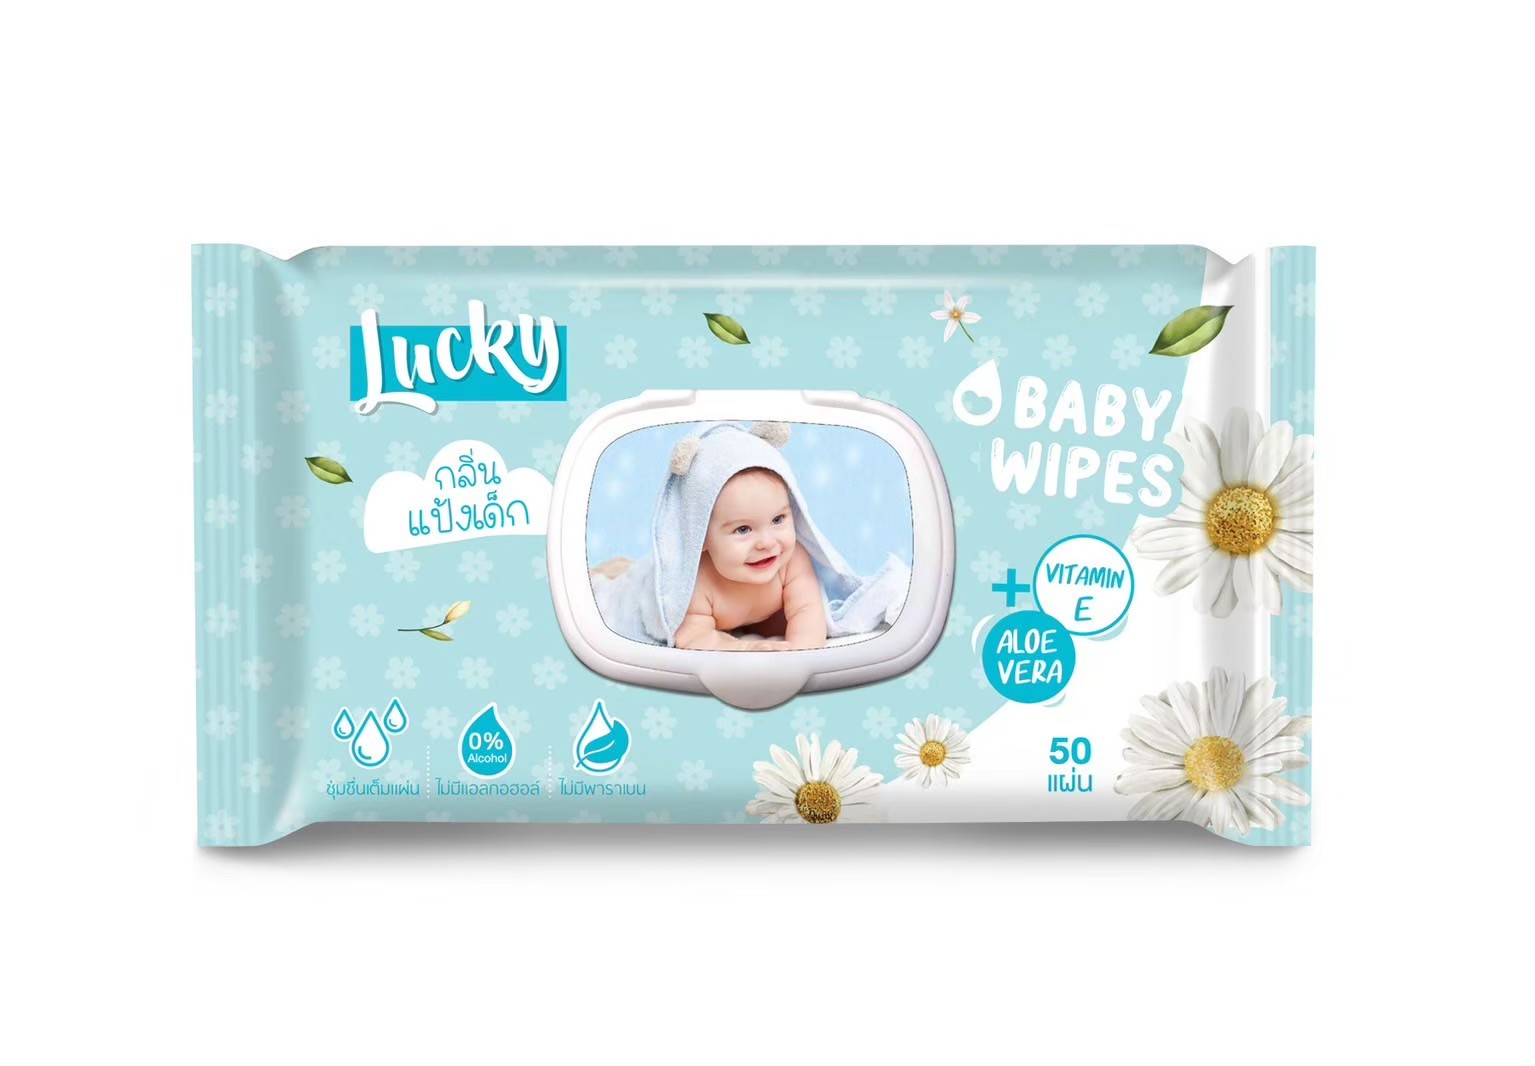 Lucky
กลิ่น
แป้งเด็ก
BABY
WIPES
+ VITAMIN
E
ALOE
VERA
0%
Alcohol
ชุ่มชื่นเต็มแผ่น
ไม่มีแอลกอฮอล์
ไม่มีพาราเบน
50
แผ่น